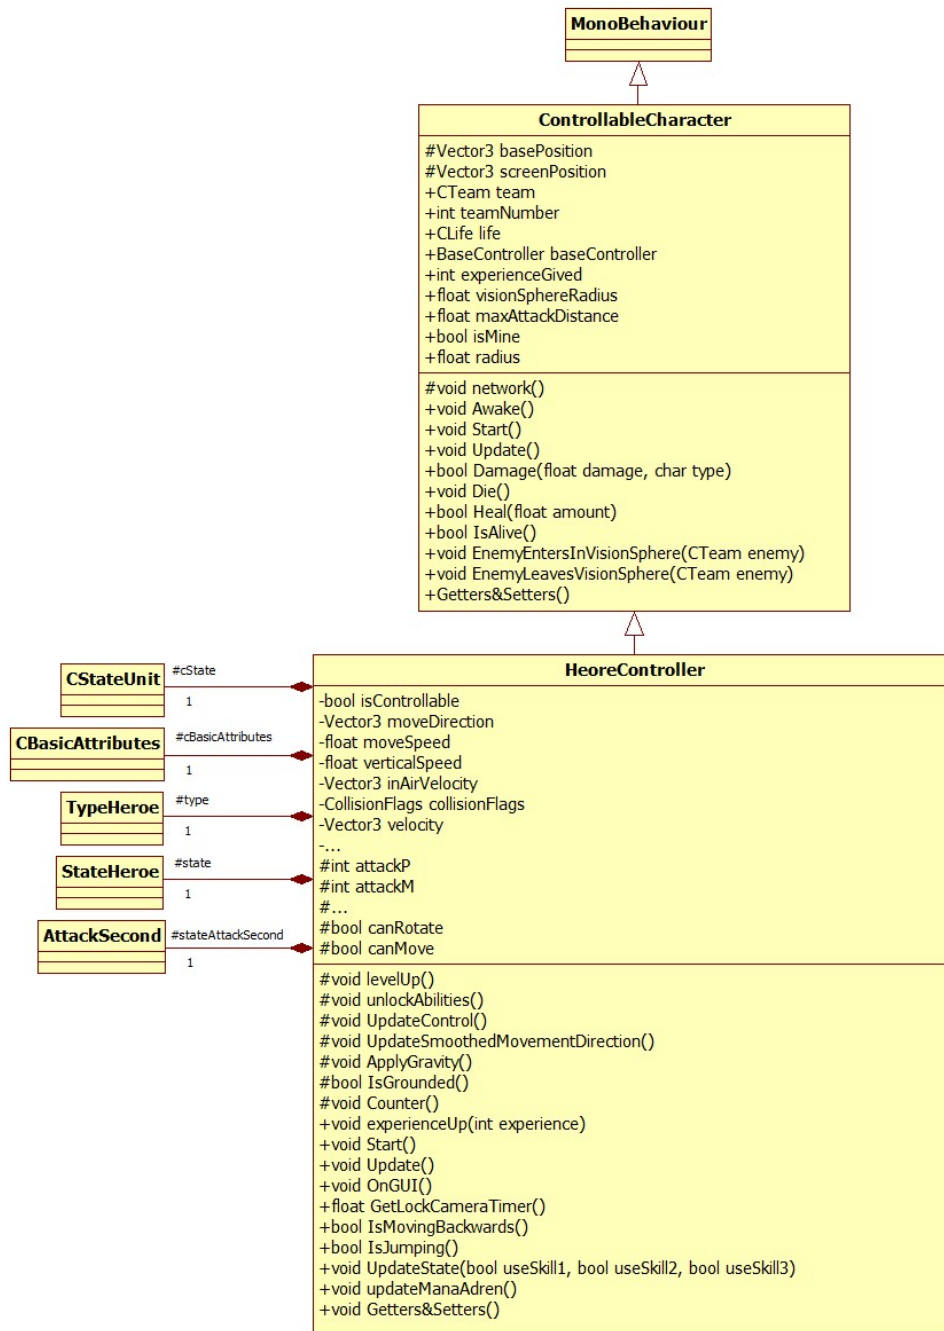 MonoBehaviour
ControllableCharacter
#Vector3 basePosition
#Vector3 screenPosition
+CTeam team
+int teamNumber
+CLife life
+BaseController baseController
+int experienceGived
+float visionSphereRadius
+float maxAttackDistance
+bool isMine
+float radius
#void network()
+void Awake()
+void Start()
+void Update()
+bool Damage(float damage, char type)
+void Die()
+bool Heal(float amount)
+bool IsAlive()
+void EnemyEntersInVisionSphere(CTeam enemy)
+void EnemyLeavesVisionSphere(CTeam enemy)
+Getters&Setters()
CStateUnit
#cState
1
CBasicAttributes
#cBasicAttributes
1
TypeHeroe
#type
1
StateHeroe
#state
1
AttackSecond
#stateAttackSecond
1
HeoreController
-bool isControllable
-Vector3 moveDirection
-float moveSpeed
-float verticalSpeed
-Vector3 inAirVelocity
-CollisionFlags collisionFlags
-Vector3 velocity
-...
#int attackP
#int attackM
#...
#bool canRotate
#bool canMove
#void levelUp()
#void unlockAbilities()
#void UpdateControl()
#void UpdateSmoothedMovementDirection()
#void ApplyGravity()
#bool IsGrounded()
#void Counter()
+void experienceUp(int experience)
+void Start()
+void Update()
+void OnGUI()
+float GetLockCameraTimer()
+bool IsMovingBackwards()
+bool IsJumping()
+void UpdateState(bool useSkill1, bool useSkill2, bool useSkill3)
+void updateManaAdren()
+void Getters&Setters()